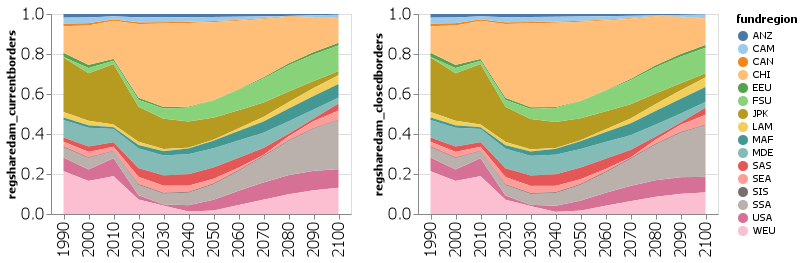 regsharedam_currentborders
1.0
0.8
0.6
0.4
0.2
0.0
1990
2000
2010
2020
2030
2040
2050
2060
2070
2080
2090
2100
regsharedam_closedborders
1.0
0.8
0.6
0.4
0.2
0.0
1990
2000
2010
2020
2030
2040
2050
2060
2070
2080
2090
2100
fundregion
ANZ
CAM
CAN
CHI
EEU
FSU
JPK
LAM
MAF
MDE
SAS
SEA
SIS
SSA
USA
WEU